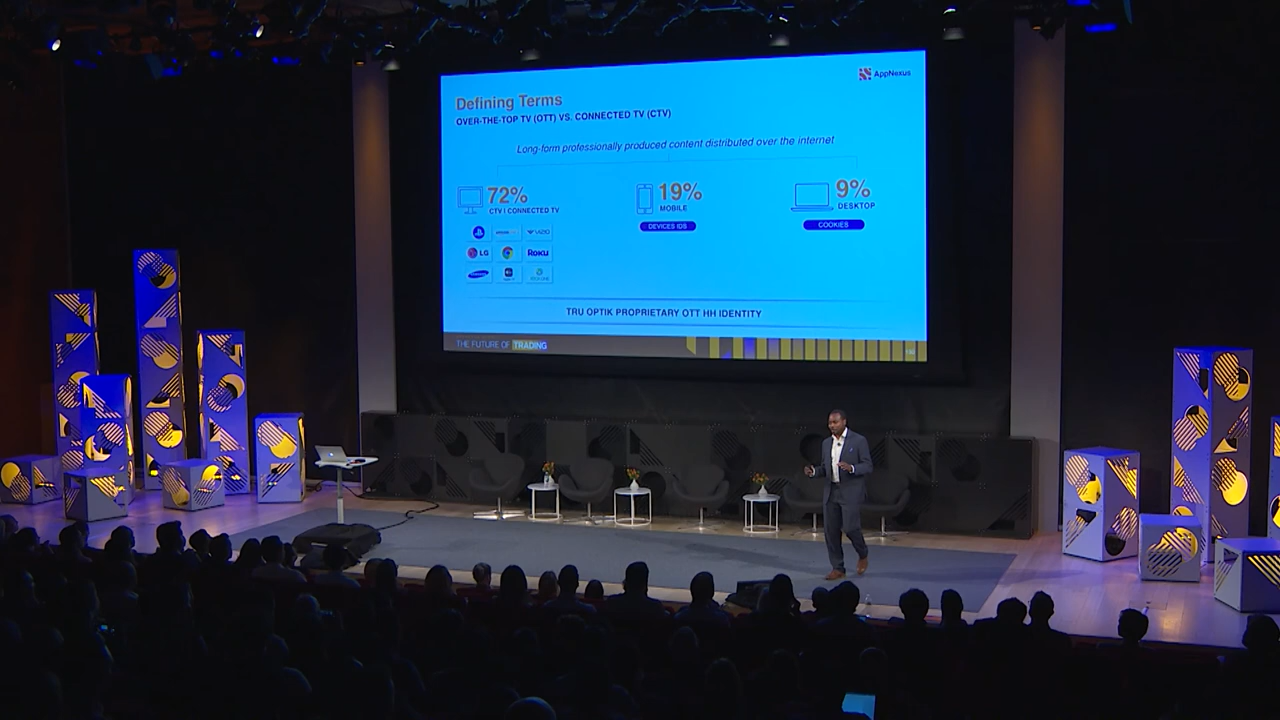 AppNexus
Defining Terms
OVER-THE-TOP TV (OTT) VS. CONNECTED TV (CTV)
Long-form professionally produced content distributed over the internet
72%
CTV | CONNECTED TV
19%
MOBILE
DEVICES IDS
9%
DESKTOP
COOKIES
VIZIO
LG
ROKU
SAMSUNG
TRU OPTIK PROPRIETARY OTT HH IDENTITY
THE FUTURE OF TRADING